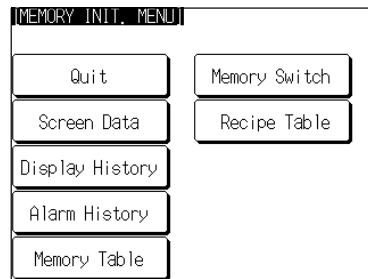 [MEMORY INIT. MENU]
Quit
Memory Switch
Screen Data
Recipe Table
Display History
Alarm History
Memory Table